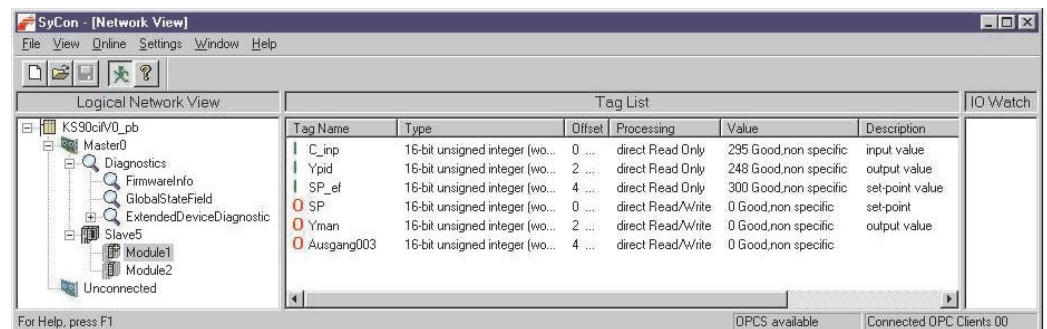 SyCon - [Network View]
File View Online Settings Window Help
Logical Network View Tag List IO Watch
KS90cifV0_pb
Master0
Diagnostics
FirmwareInfo
GlobalStateField
ExtendedDeviceDiagnostic
Slave5
Module1
Module2
Unconnected
Tag Name Type Offset Processing Value Description
I C_inp 16-bit unsigned integer (wo... 0 ... direct Read Only 295 Good,non specific input value
I Ypid 16-bit unsigned integer (wo... 2 ... direct Read Only 248 Good,non specific output value
I SP_ef 16-bit unsigned integer (wo... 4 ... direct Read Only 300 Good,non specific set-point value
O SP 16-bit unsigned integer (wo... 0 ... direct Read/Write 0 Good,non specific set-point
O Yman 16-bit unsigned integer (wo... 2 ... direct Read/Write 0 Good,non specific output value
O Ausgang003 16-bit unsigned integer (wo... 4 ... direct Read/Write 0 Good,non specific
For Help, press F1 OPCS available Connected OPC Clients 00